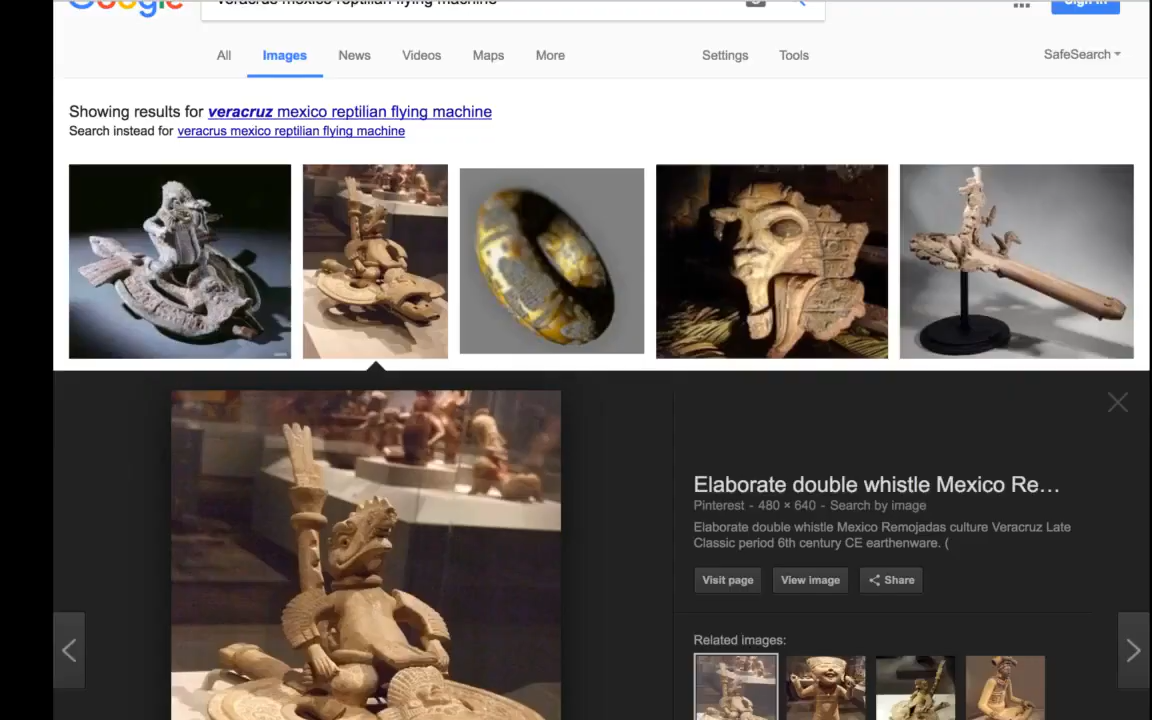 Google
veracrus mexico reptilian flying machine
Sign in
All Images News Videos Maps More Settings Tools SafeSearch
Showing results for veracruz mexico reptilian flying machine
Search instead for veracrus mexico reptilian flying machine
Elaborate double whistle Mexico Re...
Pinterest - 480 × 640 - Search by image
Elaborate double whistle Mexico Remojadas culture Veracruz Late
Classic period 6th century CE earthenware. (
Visit page View image Share
Related images: